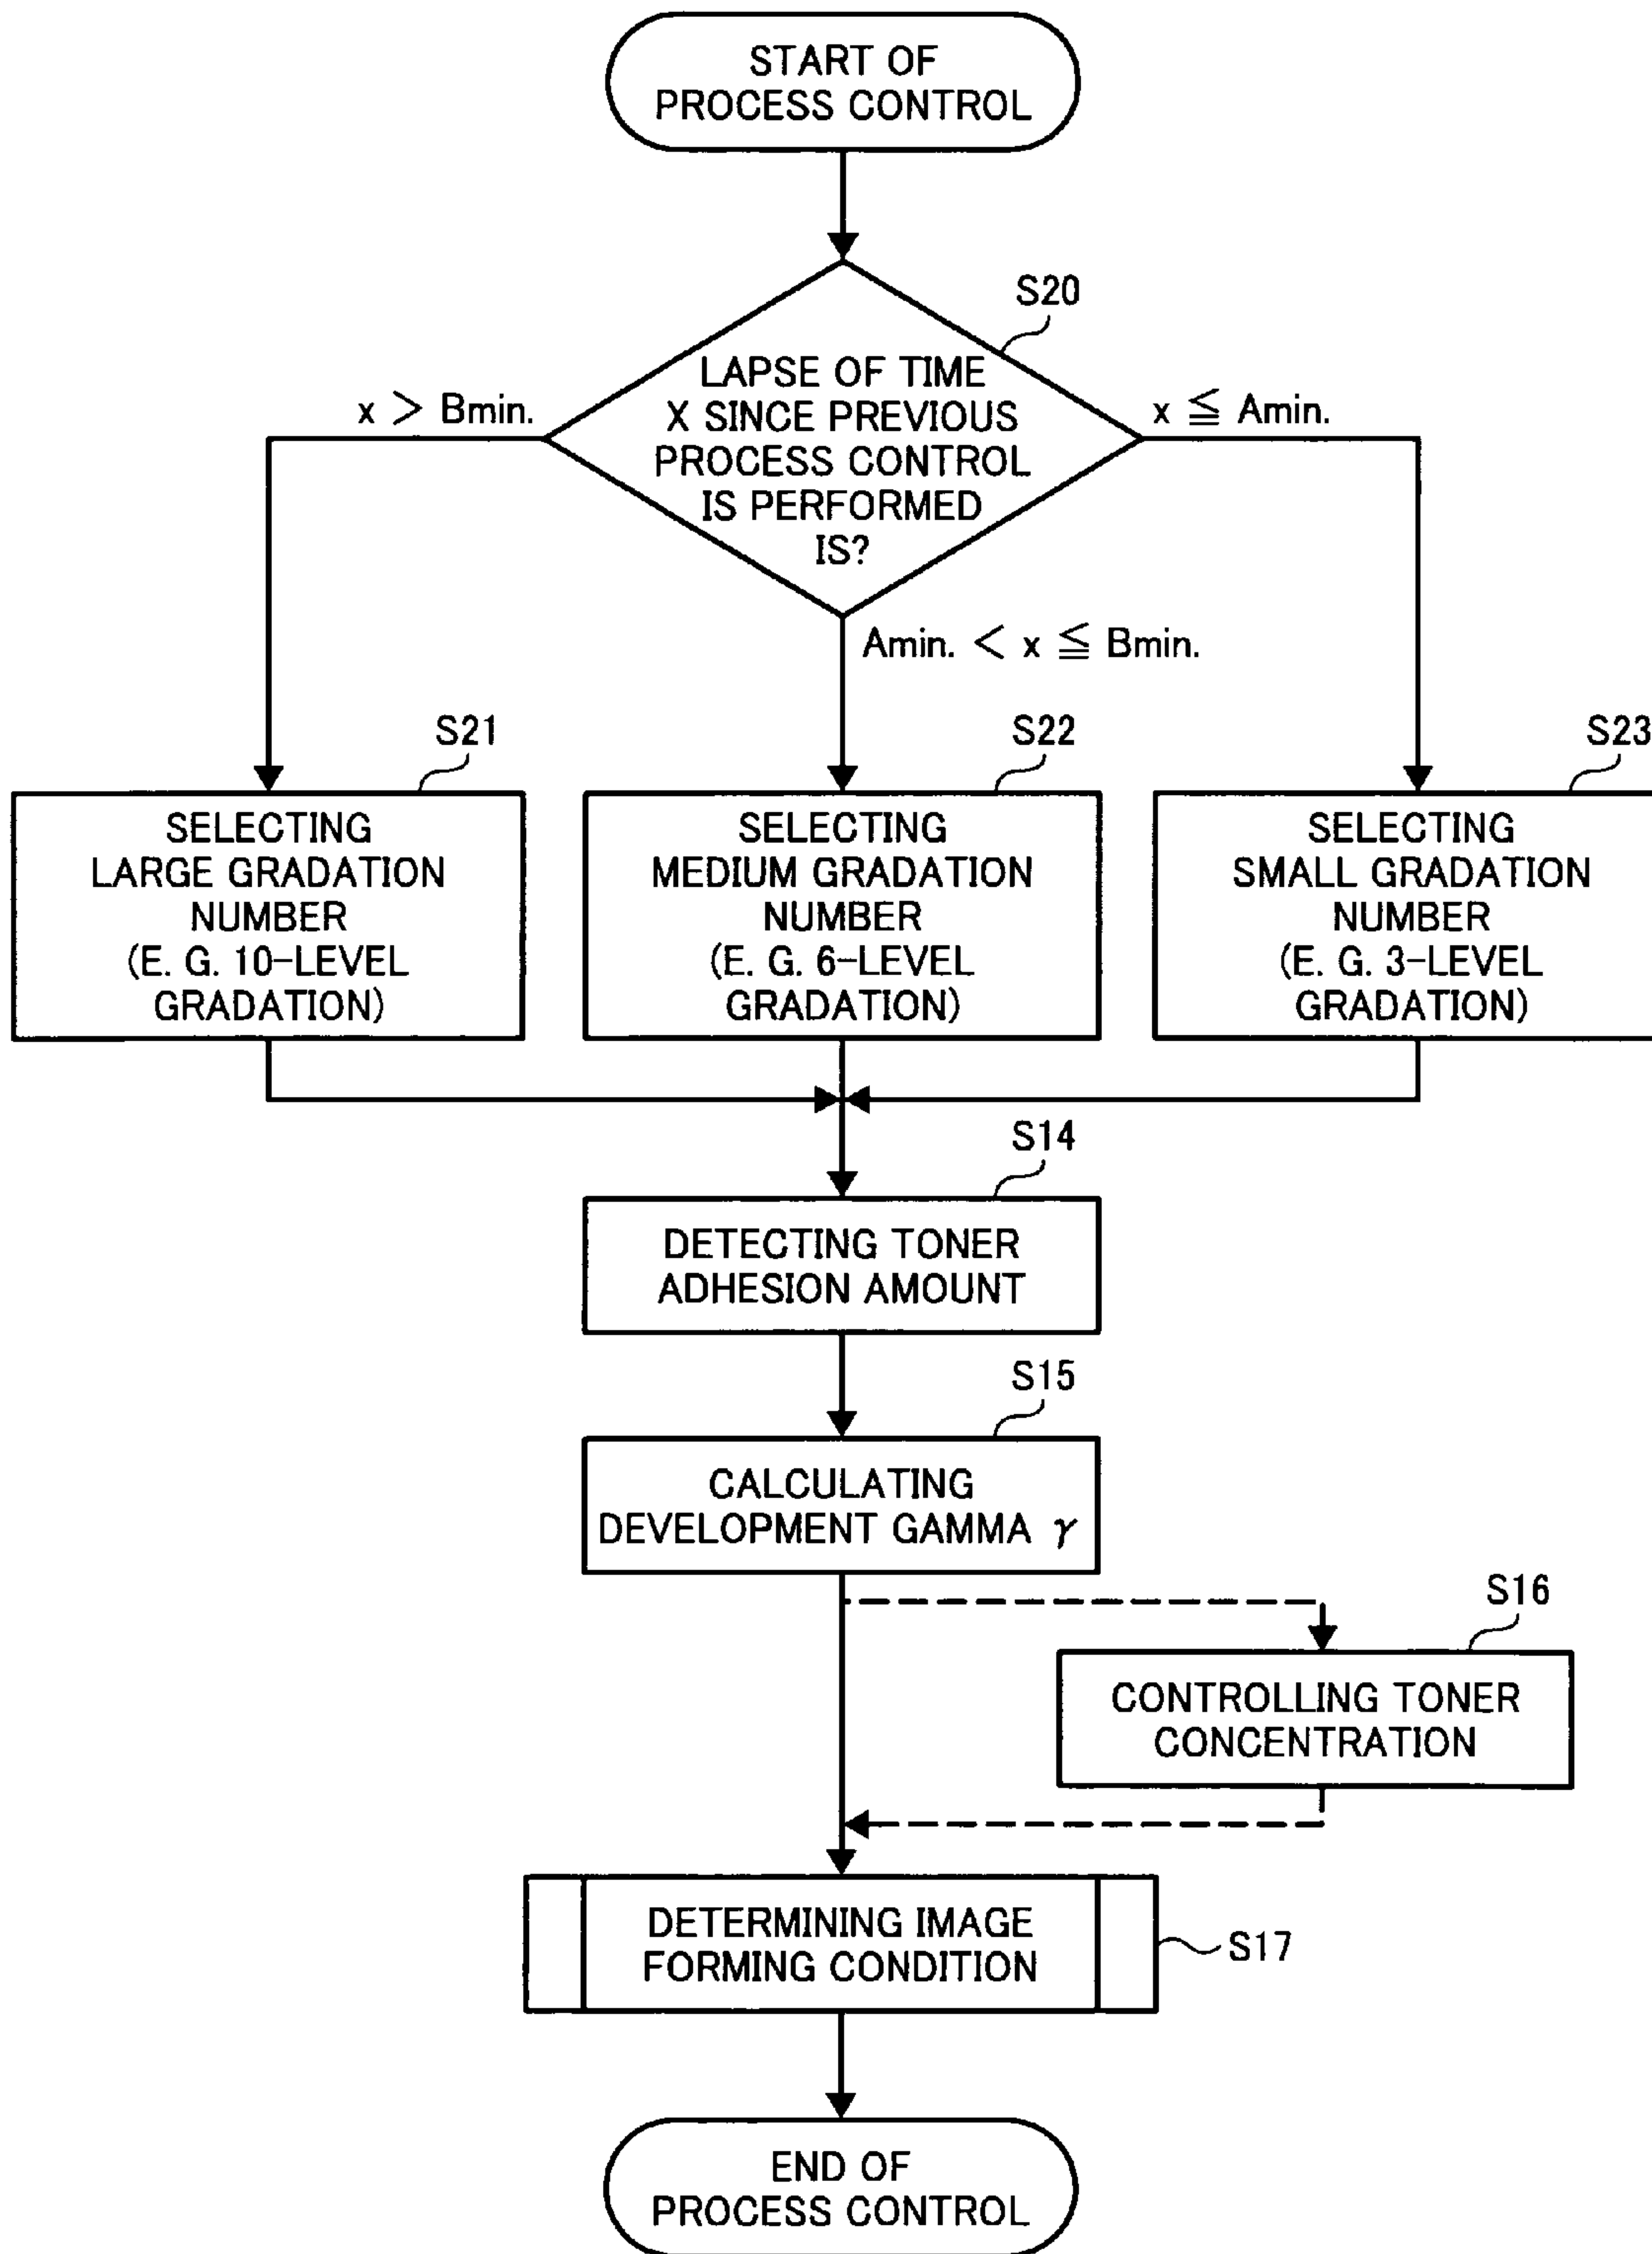 START OF
PROCESS CONTROL
S20
LAPSE OF TIME
X SINCE PREVIOUS
PROCESS CONTROL
IS PERFORMED
IS?
x > Bmin.
x ≦ Amin.
Amin. < x ≦ Bmin.
S21
SELECTING
LARGE GRADATION
NUMBER
(E. G. 10-LEVEL
GRADATION)
S22
SELECTING
MEDIUM GRADATION
NUMBER
(E. G. 6-LEVEL
GRADATION)
S23
SELECTING
SMALL GRADATION
NUMBER
(E. G. 3-LEVEL
GRADATION)
S14
DETECTING TONER
ADHESION AMOUNT
S15
CALCULATING
DEVELOPMENT GAMMA γ
S16
CONTROLLING TONER
CONCENTRATION
DETERMINING IMAGE
FORMING CONDITION
S17
END OF
PROCESS CONTROL